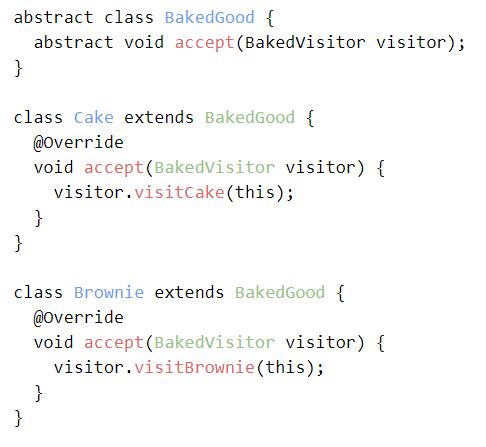 abstract class BakedGood {
  abstract void accept(BakedVisitor visitor);
}

class Cake extends BakedGood {
  @Override
  void accept(BakedVisitor visitor) {
    visitor.visitCake(this);
  }
}

class Brownie extends BakedGood {
  @Override
  void accept(BakedVisitor visitor) {
    visitor.visitBrownie(this);
  }
}